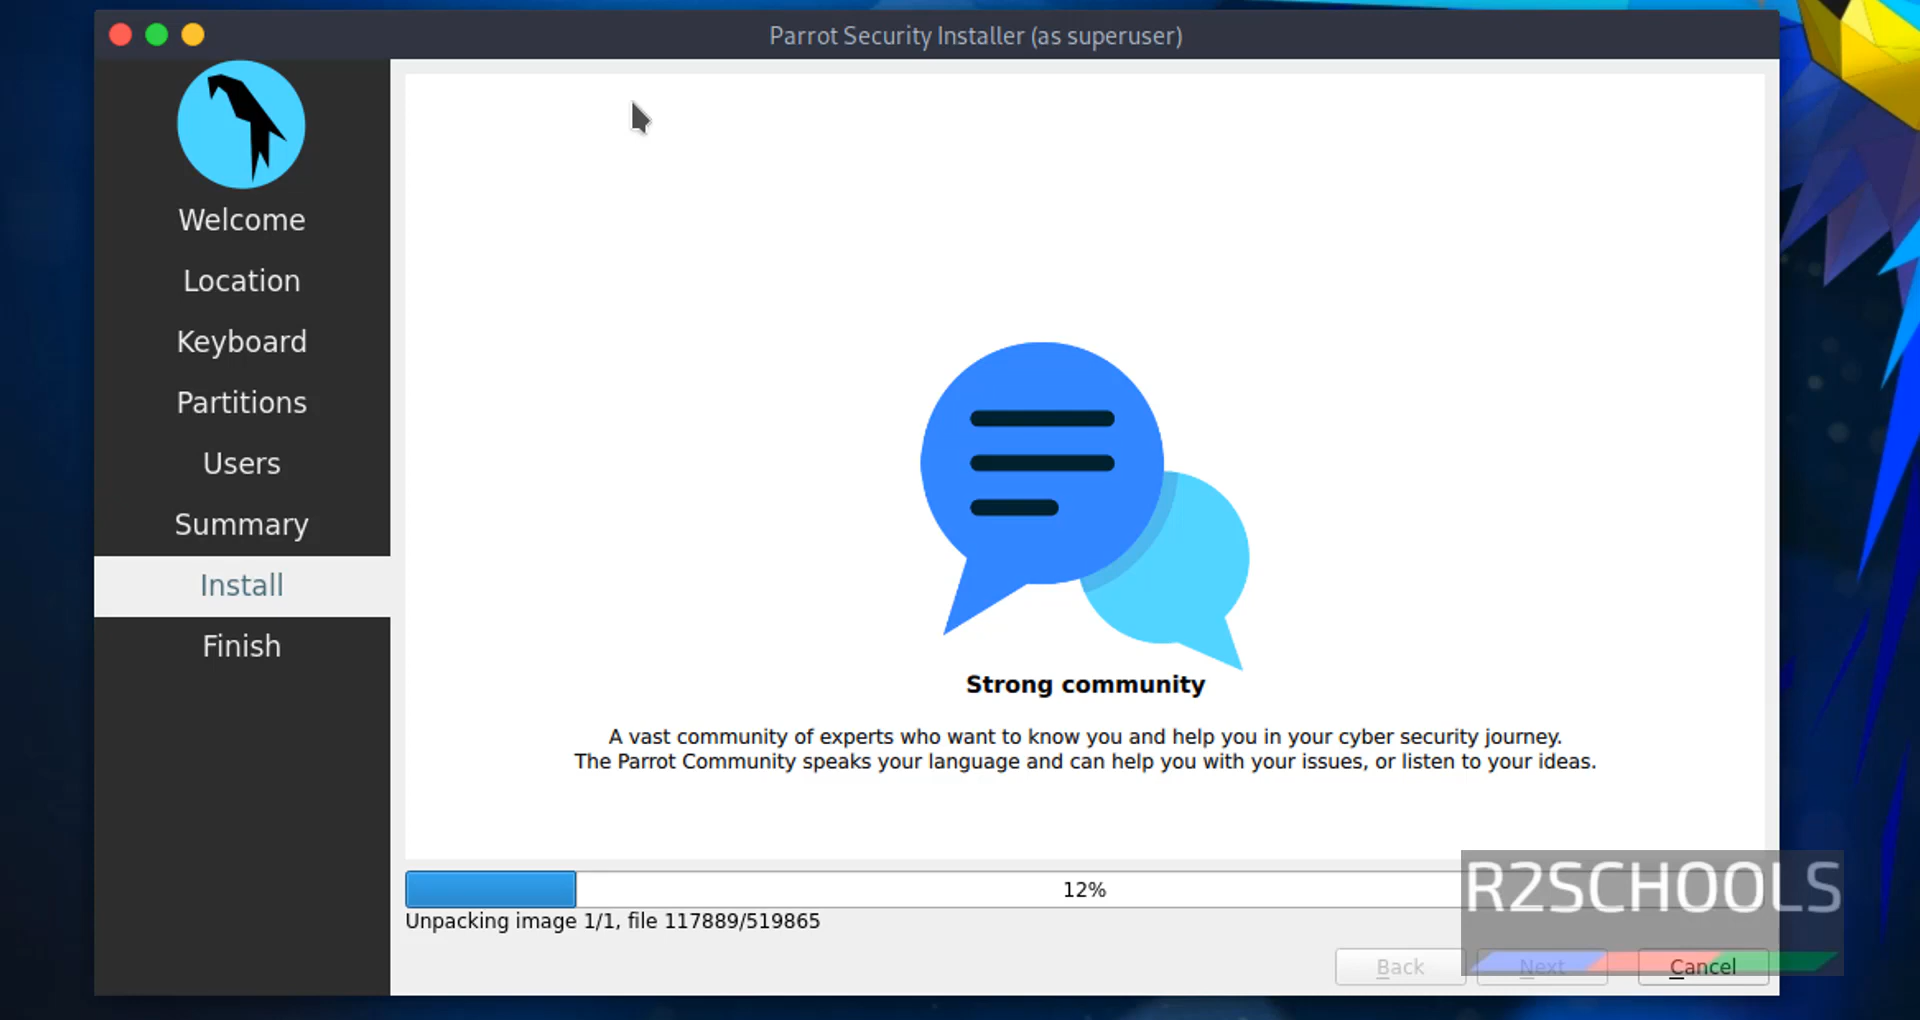 Parrot Security Installer (as superuser)
Welcome
Location
Keyboard
Partitions
Users
Summary
Install
Finish
Strong community
A vast community of experts who want to know you and help you in your cyber security journey.
The Parrot Community speaks your language and can help you with your issues, or listen to your ideas.
12%
Unpacking image 1/1, file 117889/519865
R2SCHOOLS
Back Next Cancel